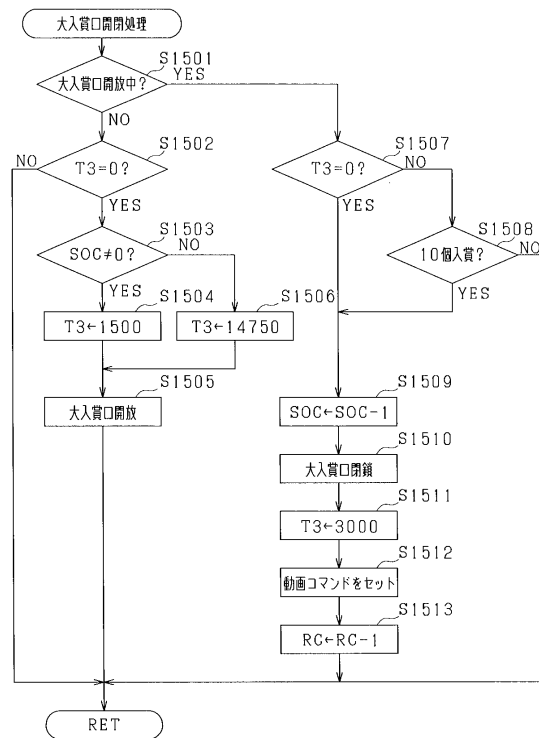 大入賞口開閉処理
S1501
大入賞口開放中?
YES
NO
S1502
NO
T3=0?
YES
S1507
T3=0?
NO
S1503
SOC≠0?
NO
YES
S1508
10個入賞?
NO
YES
S1504
T3←1500
S1506
T3←14750
S1505
大入賞口開放
S1509
SOC←SOC-1
S1510
大入賞口閉鎖
S1511
T3←3000
S1512
動画コマンドをセット
S1513
RC←RC-1
RET